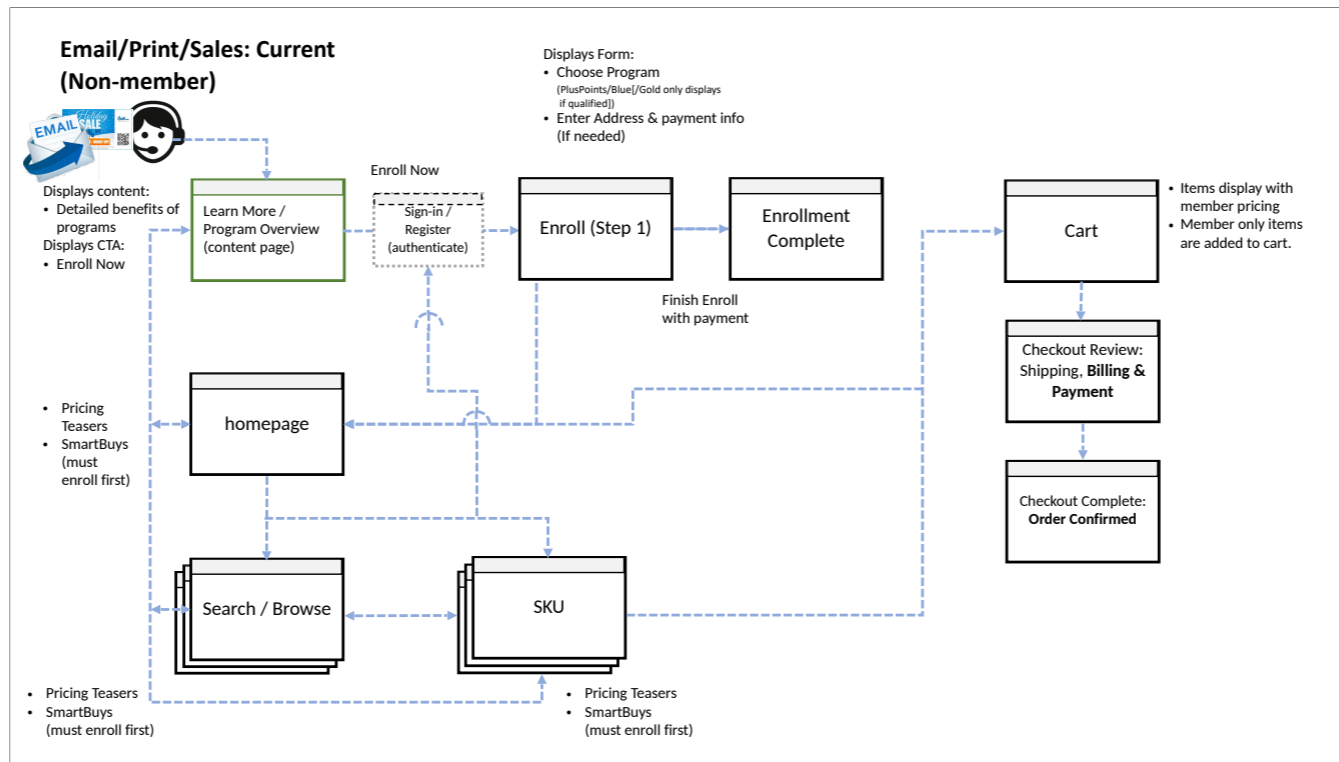 Email/Print/Sales: Current
(Non-member)
EMAIL
Holiday
SALE
Displays Form:
• Choose Program
(PlusPoints/Blue[/Gold only displays
if qualified])
• Enter Address & payment info
(If needed)
Displays content:
• Detailed benefits of
programs
Displays CTA:
• Enroll Now
Learn More /
Program Overview
(content page)
Enroll Now
Sign-in /
Register
(authenticate)
Enroll (Step 1)
Enrollment
Complete
Finish Enroll
with payment
Cart
• Items display with
member pricing
• Member only items
are added to cart.
Checkout Review:
Shipping, Billing &
Payment
Checkout Complete:
Order Confirmed
• Pricing
Teasers
• SmartBuys
(must
enroll first)
homepage
Search / Browse
SKU
• Pricing Teasers
• SmartBuys
(must enroll first)
• Pricing Teasers
• SmartBuys
(must enroll first)